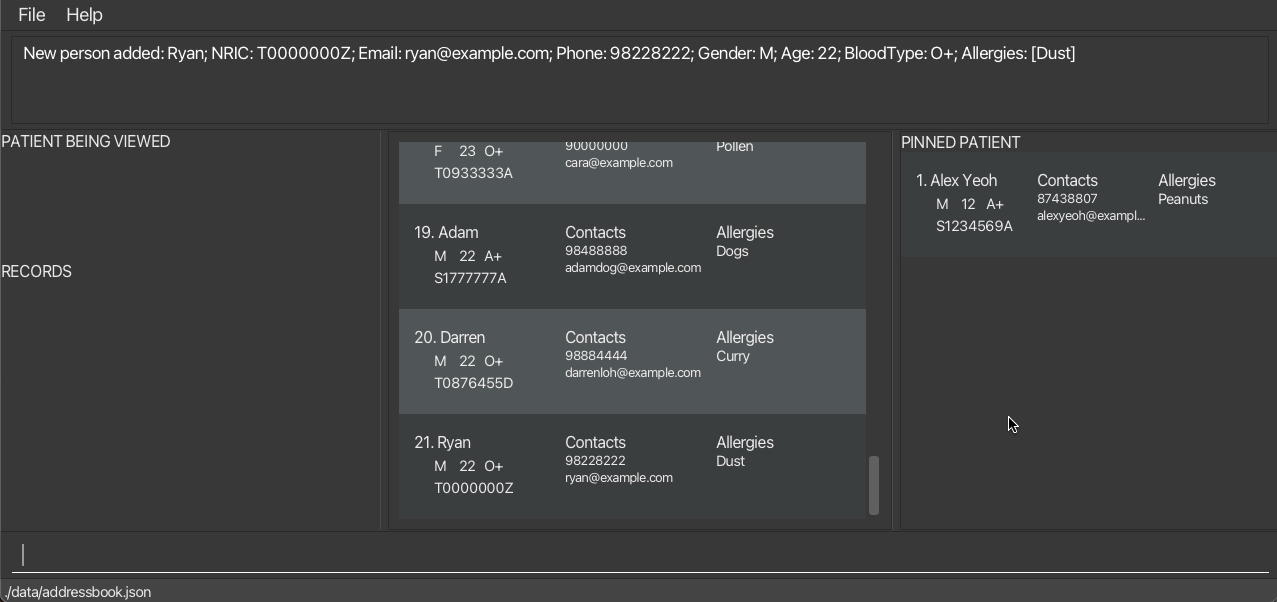 File Help
New person added: Ryan; NRIC: T0000000Z; Email: ryan@example.com; Phone: 98228222; Gender: M; Age: 22; BloodType: O+; Allergies: [Dust]
PATIENT BEING VIEWED
RECORDS
F 23 O+
T0933333A
90000000
cara@example.com
Pollen
19. Adam
M 22 A+
S1777777A
Contacts
98488888
adamdog@example.com
Allergies
Dogs
20. Darren
M 22 O+
T0876455D
Contacts
98884444
darrenloh@example.com
Allergies
Curry
21. Ryan
M 22 O+
T0000000Z
Contacts
98228222
ryan@example.com
Allergies
Dust
PINNED PATIENT
1. Alex Yeoh
M 12 A+
S1234569A
Contacts
87438807
alexyeoh@exampl...
Allergies
Peanuts
./data/addressbook.json